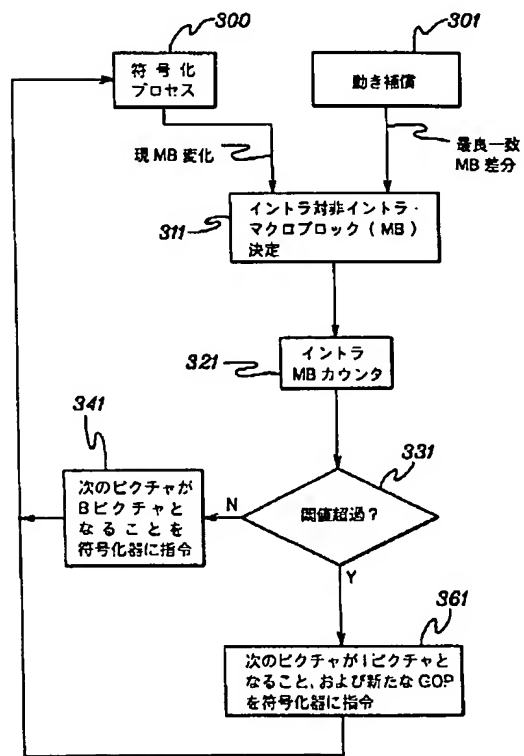 300
301
符号化
プロセス
動き補償
現MB変化
最良一致
MB差分
311
イントラ対非イントラ・
マクロブロック(MB)
決定
321
イントラ
MBカウンタ
341
331
次のピクチャが
Bピクチャと
なることを
符号化器に指令
N
閾値超過?
Y
361
次のピクチャがIピクチャと
なること、および新たなGOP
を符号化器に指令